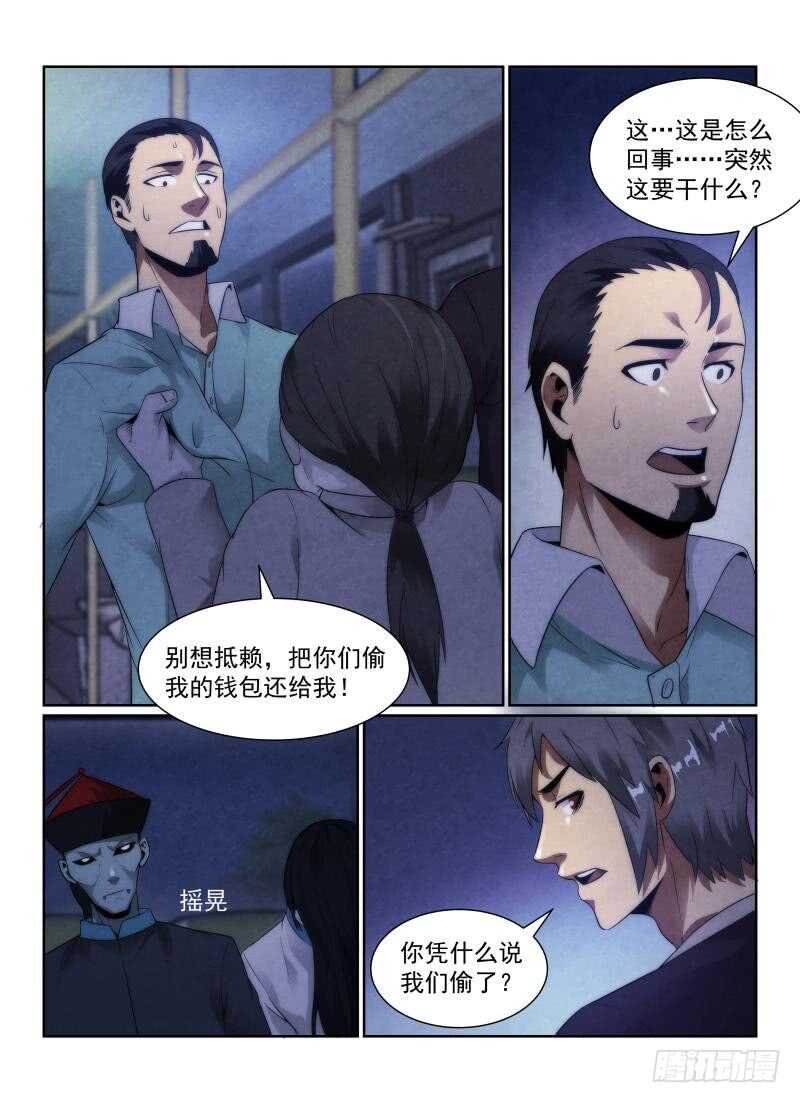 别想抵赖，把你们偷
我的钱包还给我！
这…这是怎么
回事……突然
这要干什么？
摇晃
你凭什么说
我们偷了？
腾讯动漫